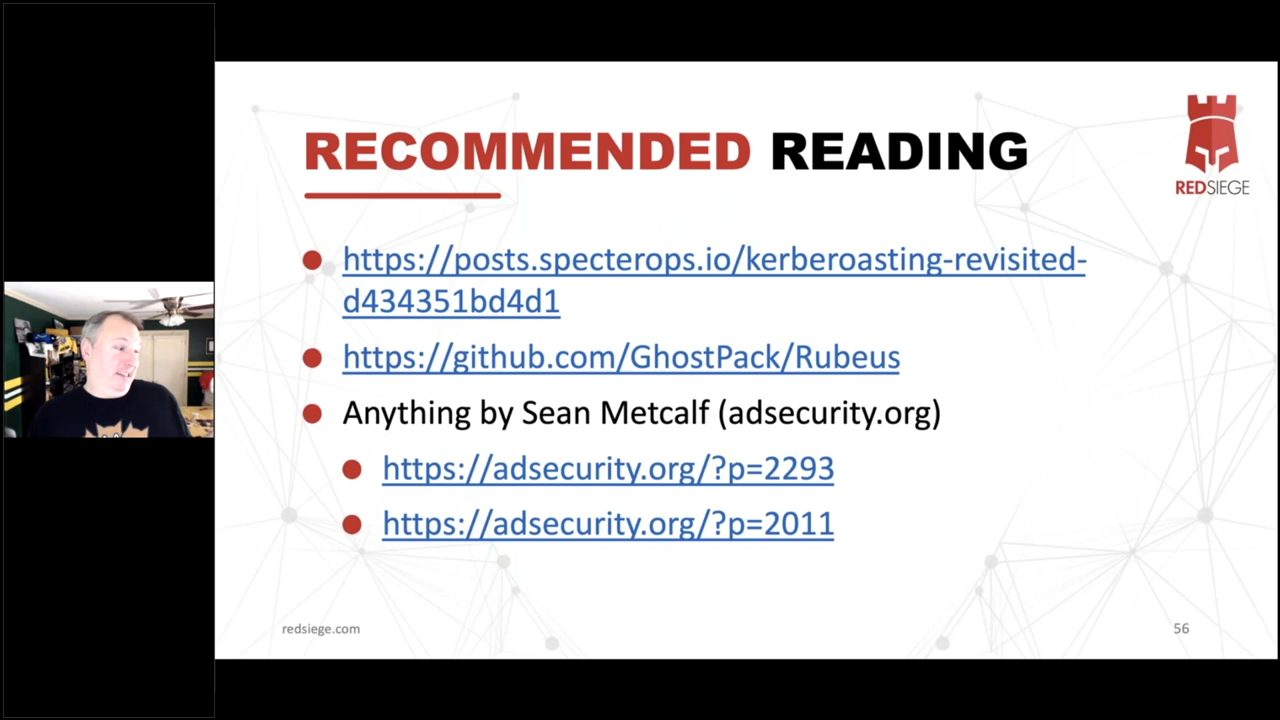 RECOMMENDED READING
REDSIEGE
https://posts.specterops.io/kerberoasting-revisited-
d434351bd4d1
https://github.com/GhostPack/Rubeus
Anything by Sean Metcalf (adsecurity.org)
https://adsecurity.org/?p=2293
https://adsecurity.org/?p=2011
redsiege.com
56